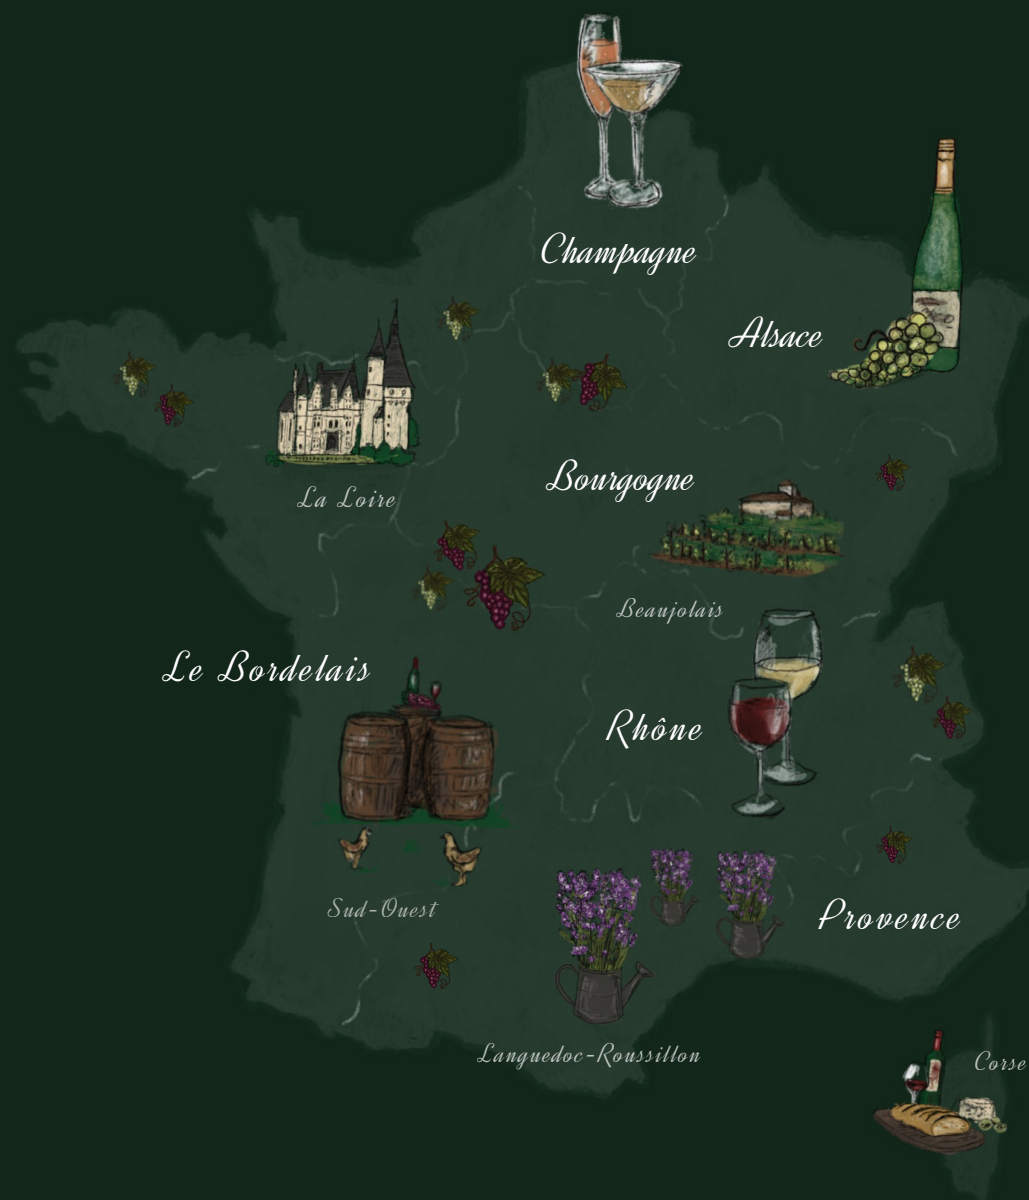 Champagne
Alsace
La Loire
Bourgogne
Beaujolais
Le Bordelais
Rhône
Sud-Ouest
Provence
Languedoc-Roussillon
Corse